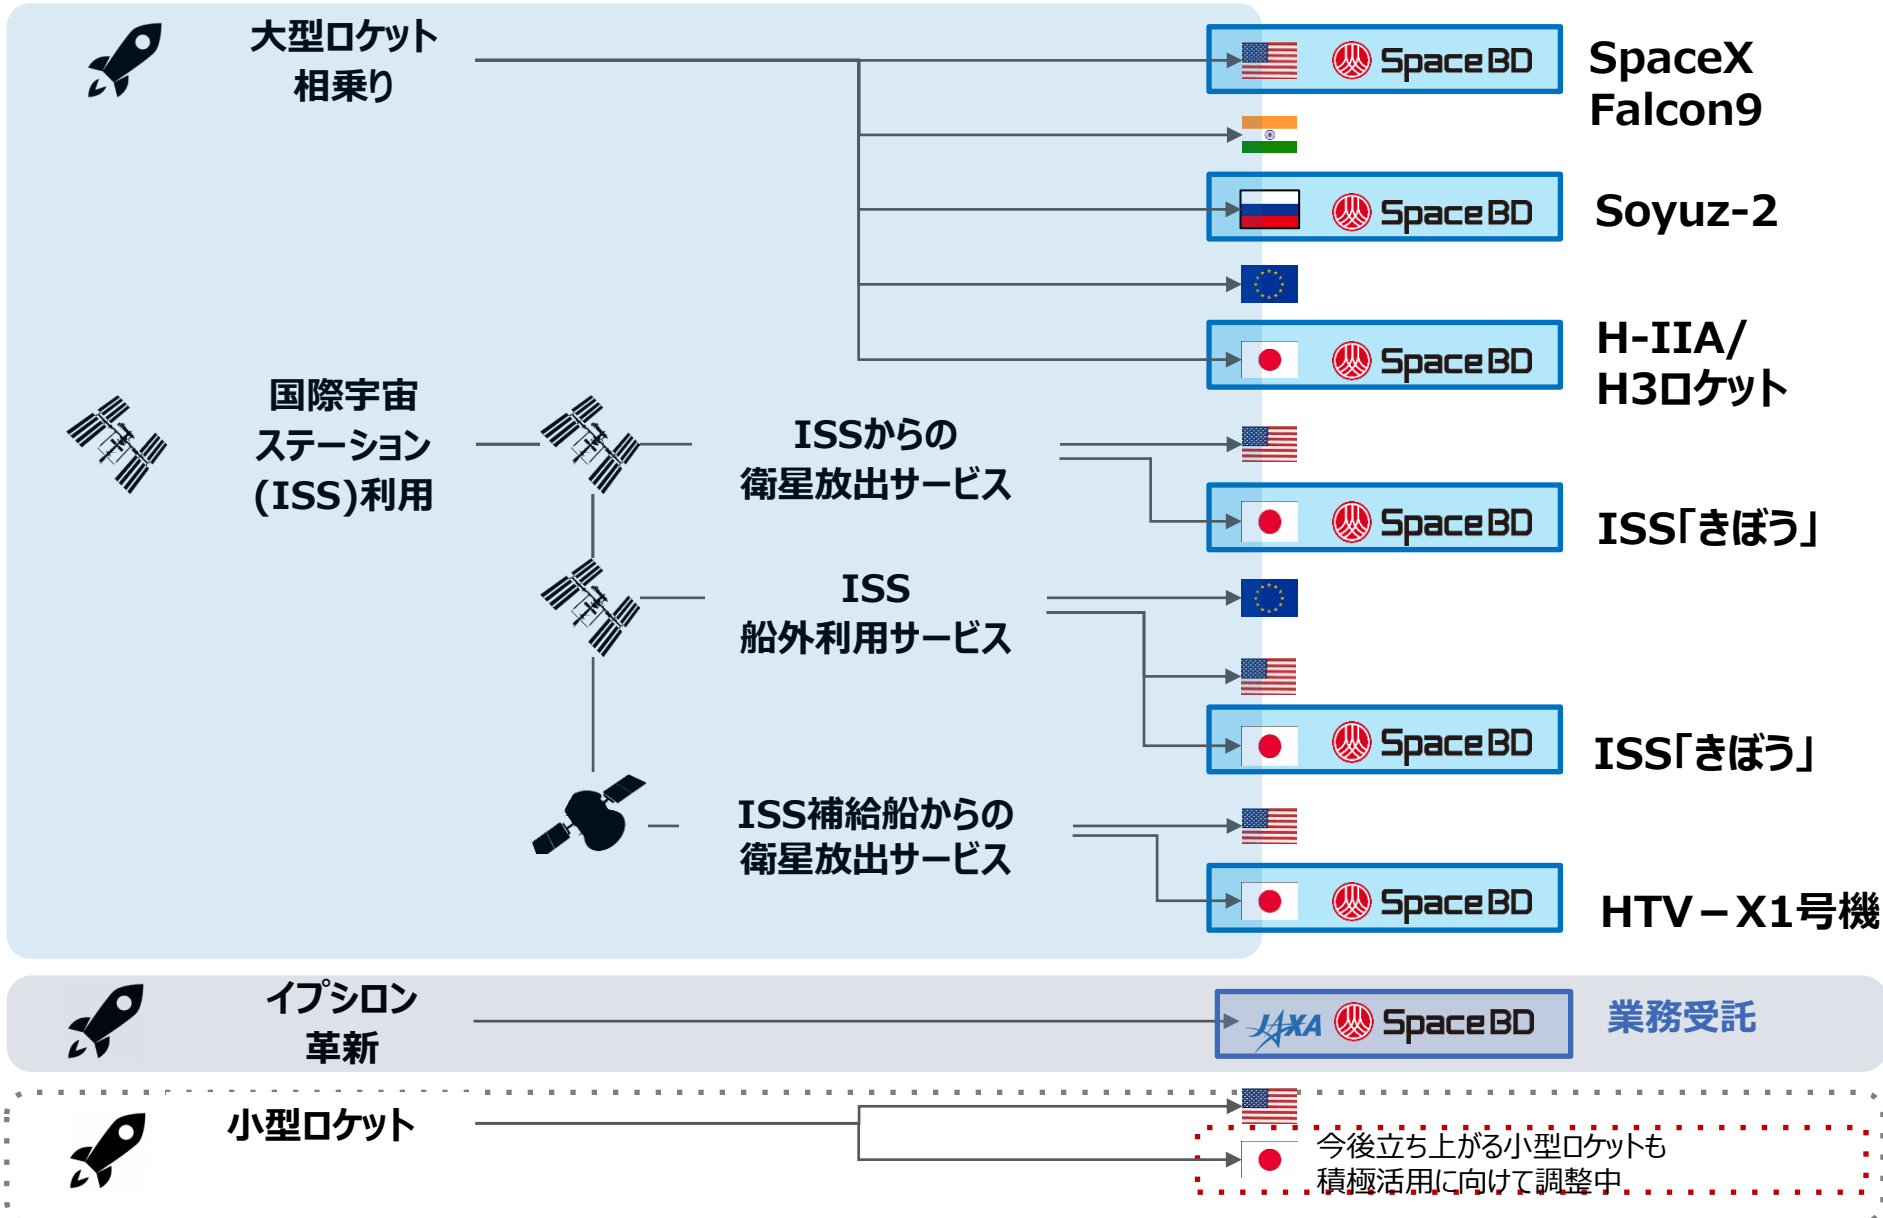 大型ロケット
相乗り
SpaceBD
SpaceX
Falcon9
SpaceBD
Soyuz-2
SpaceBD
H-IIA/
H3ロケット
国際宇宙
ステーション
(ISS)利用
ISSからの
衛星放出サービス
SpaceBD
ISS「きぼう」
ISS
船外利用サービス
SpaceBD
ISS「きぼう」
ISS補給船からの
衛星放出サービス
SpaceBD
HTV－X1号機
イプシロン
革新
JAXA SpaceBD
業務受託
小型ロケット
今後立ち上がる小型ロケットも
積極活用に向けて調整中